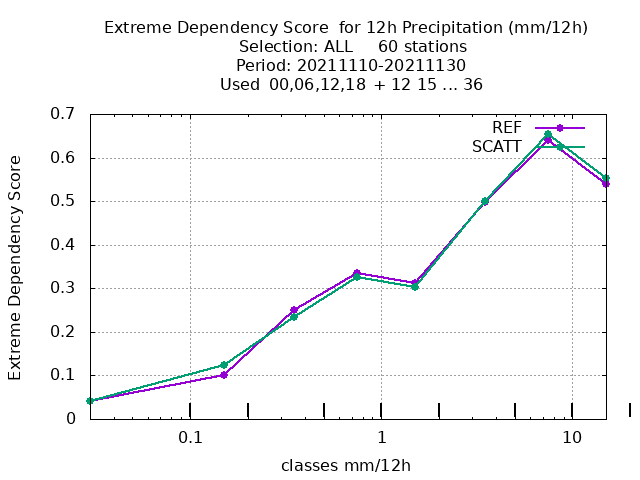 Extreme Dependency Score  for 12h Precipitation (mm/12h)
Selection: ALL     60 stations
Period: 20211110-20211130
Used  00,06,12,18  + 12 15 ... 36
REF
SCATT
Extreme Dependency Score
0.7
0.6
0.5
0.4
0.3
0.2
0.1
0
0.1
1
10
classes mm/12h